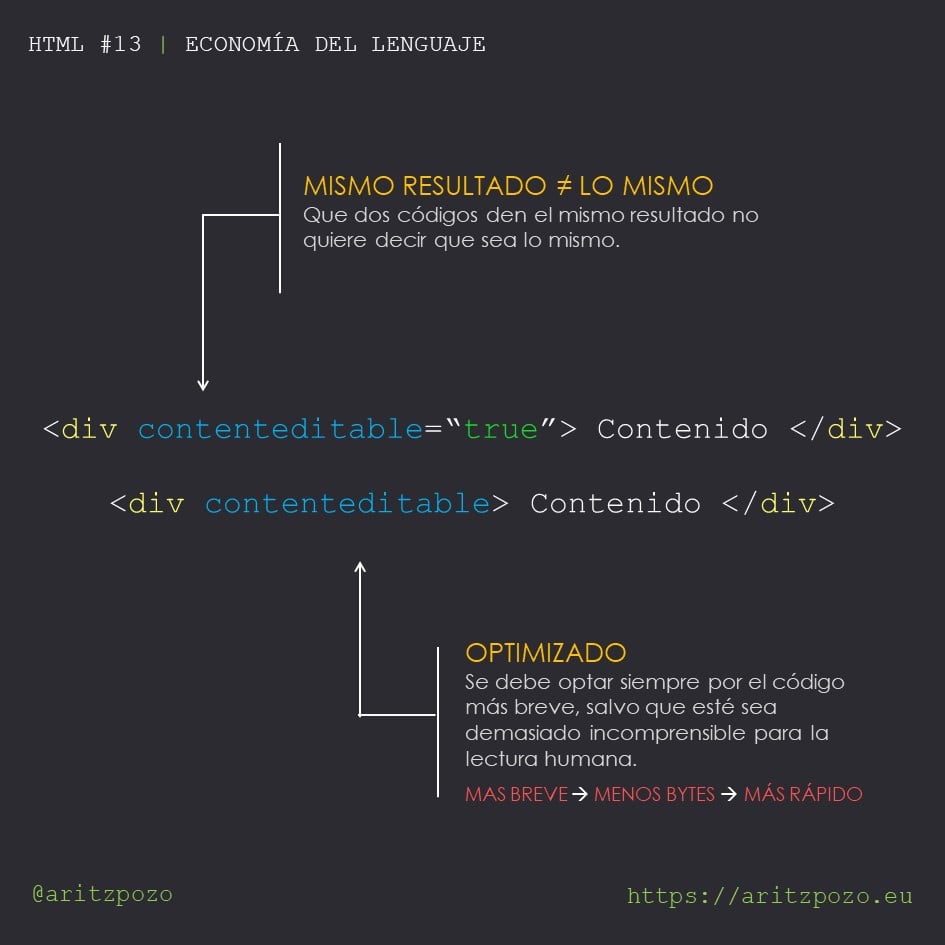 HTML #13 | ECONOMÍA DEL LENGUAJE
MISMO RESULTADO ≠ LO MISMO
Que dos códigos den el mismo resultado no
quiere decir que sea lo mismo.
<div contenteditable=“true”> Contenido </div>
<div contenteditable> Contenido </div>
OPTIMIZADO
Se debe optar siempre por el código
más breve, salvo que esté sea
demasiado incomprensible para la
lectura humana.
MAS BREVE → MENOS BYTES → MÁS RÁPIDO
@aritzpozo
https://aritzpozo.eu